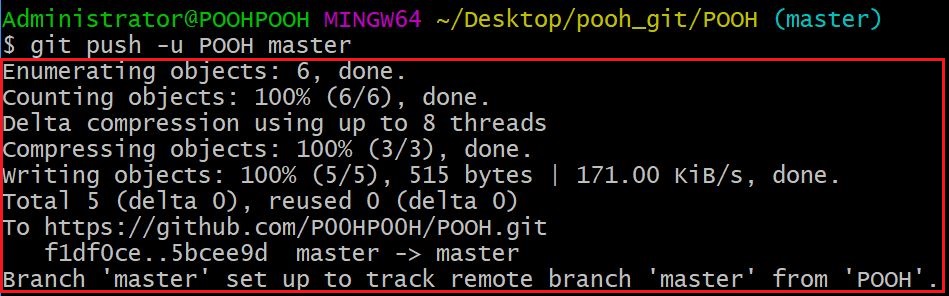 Administrator@POOHPOOH MINGW64 ~/Desktop/pooh_git/POOH (master)
$ git push -u POOH master
Enumerating objects: 6, done.
Counting objects: 100% (6/6), done.
Delta compression using up to 8 threads
Compressing objects: 100% (3/3), done.
Writing objects: 100% (5/5), 515 bytes | 171.00 KiB/s, done.
Total 5 (delta 0), reused 0 (delta 0)
To https://github.com/P00HP00H/POOH.git
   f1df0ce..5bcee9d  master -> master
Branch 'master' set up to track remote branch 'master' from 'POOH'.